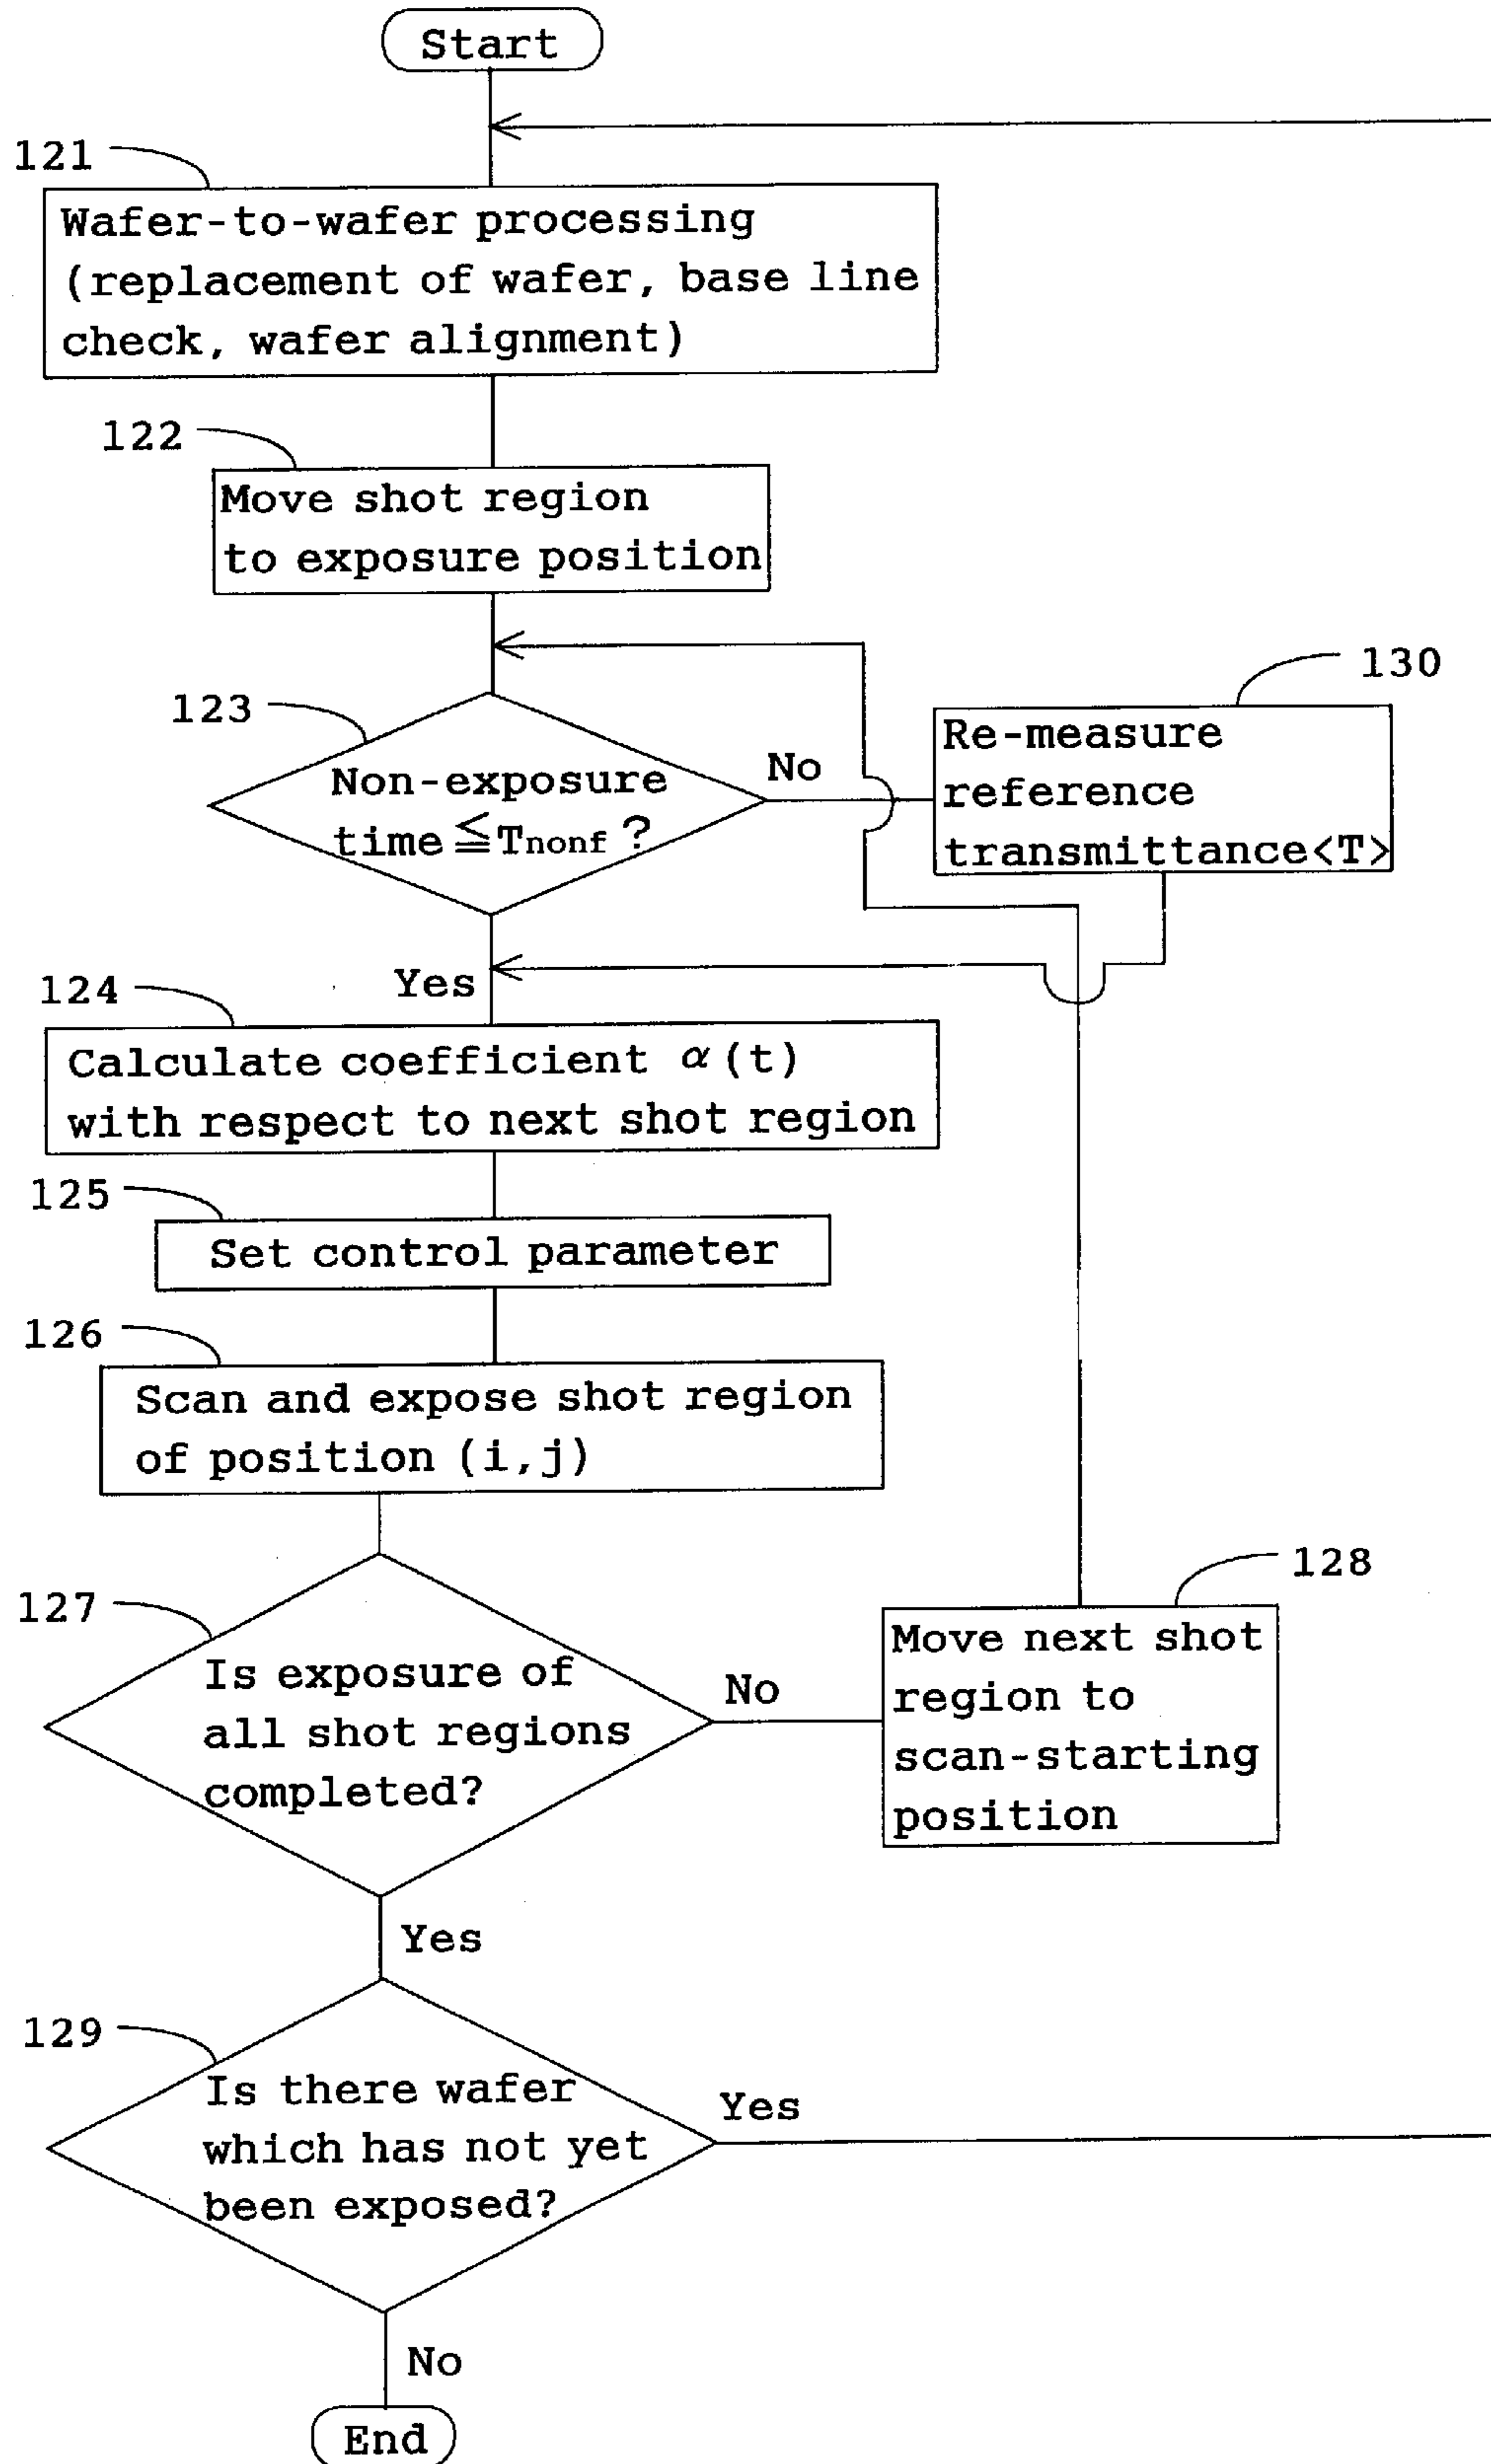 Start
121
Wafer-to-wafer processing
(replacement of wafer, base line
check, wafer alignment)
122
Move shot region
to exposure position
123
Non-exposure
time ≦ Tnonf ?
No
130
Re-measure
reference
transmittance<T>
Yes
124
Calculate coefficient α(t)
with respect to next shot region
125
Set control parameter
126
Scan and expose shot region
of position (i,j)
127
Is exposure of
all shot regions
completed?
No
128
Move next shot
region to
scan-starting
position
Yes
129
Is there wafer
which has not yet
been exposed?
Yes
No
End